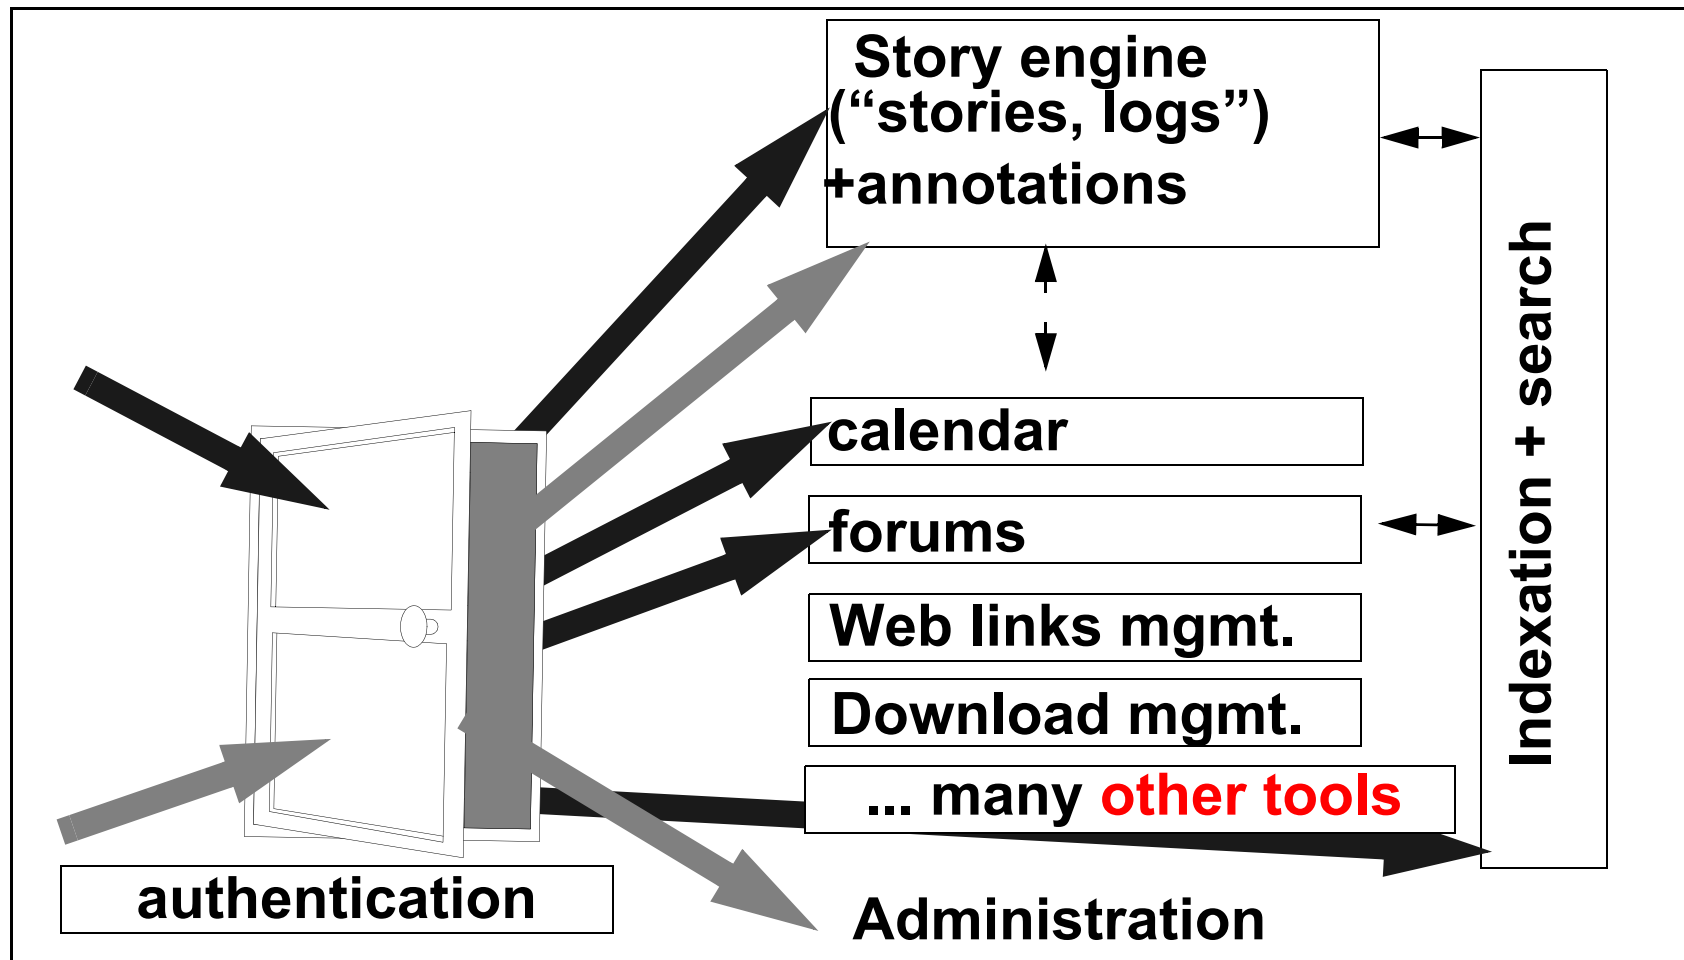 Story engine
(“stories, logs”)
+annotations
calendar
forums
Web links mgmt.
Download mgmt.
... many other tools
Indexation + search
authentication
Administration